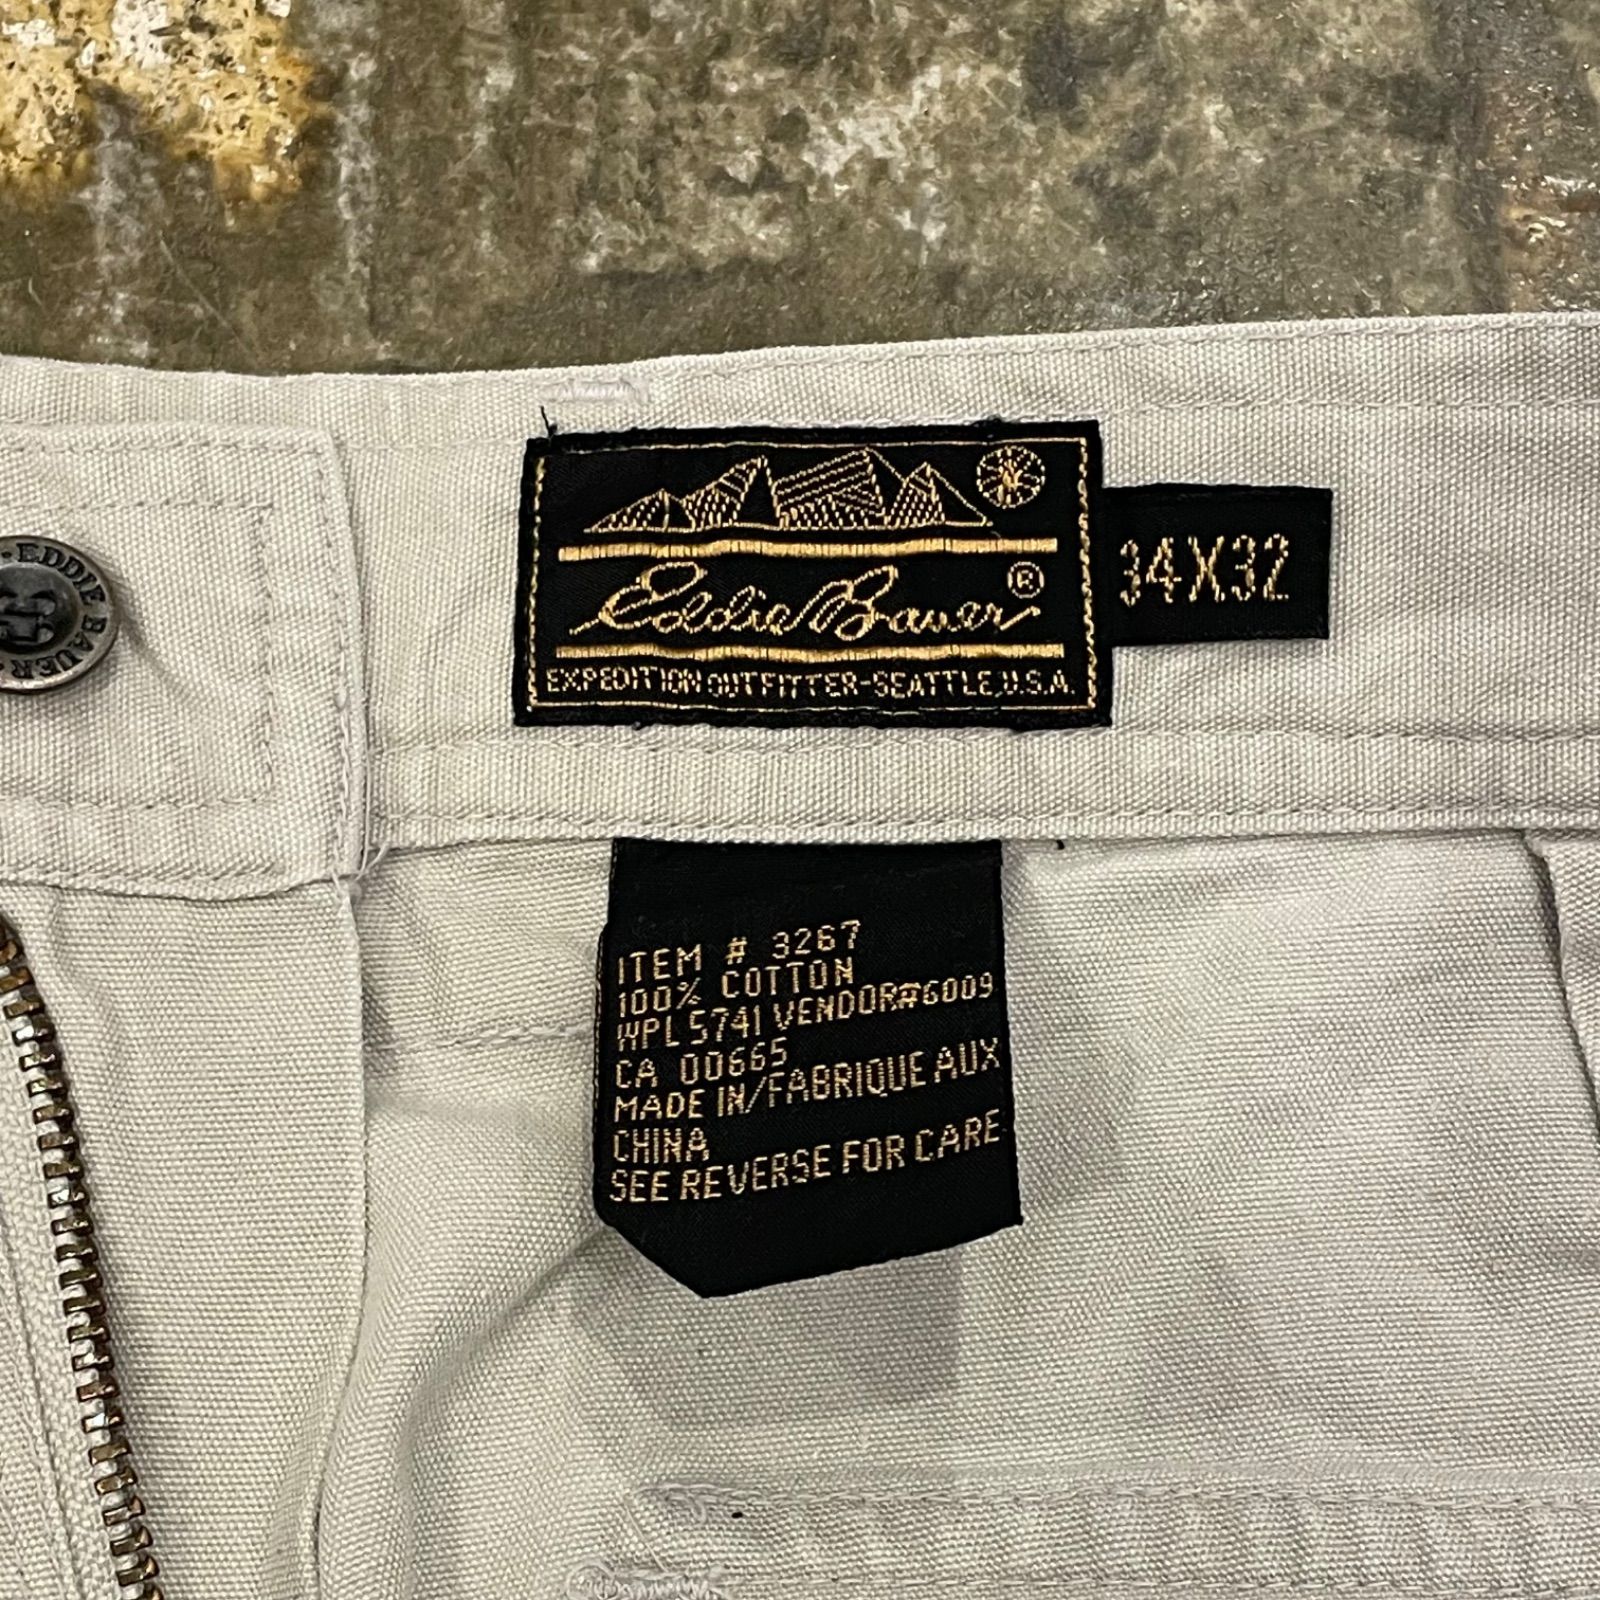 EDDIE BAUER
Eddie Bauer®
EXPEDITION OUTFITTER-SEATTLE, U.S.A.
34X32
ITEM # 3267
100% COTTON
WPL 5741 VENDOR#6009
CA 00665
MADE IN/FABRIQUE AUX
CHINA
SEE REVERSE FOR CARE